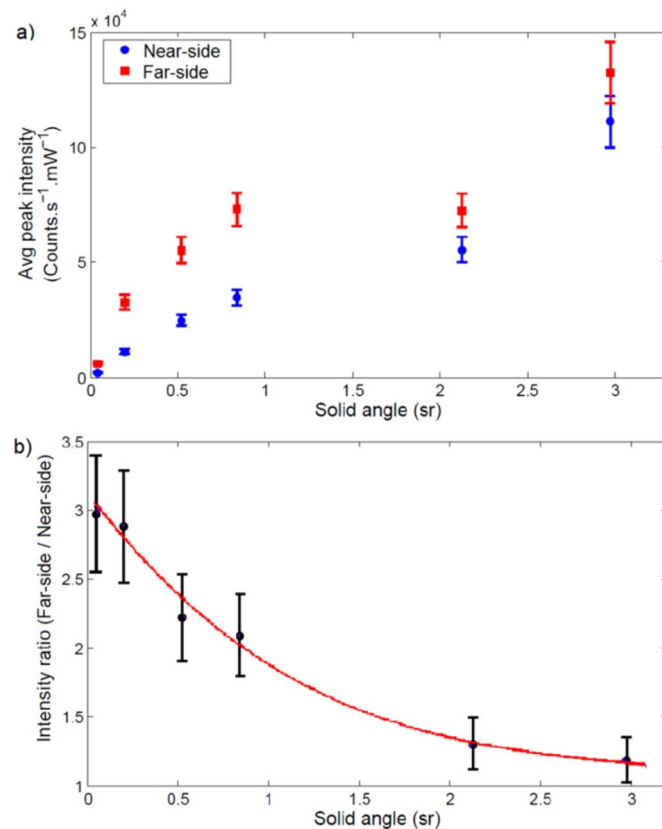 a)
× 10⁴
15
Near-side
Far-side
10
5
0
Avg peak intensity
(Counts.s⁻¹.mW⁻¹)
0 0.5 1 1.5 2 2.5 3
Solid angle (sr)
b)
3.5
3
2.5
2
1.5
1
Intensity ratio (Far-side / Near-side)
0 0.5 1 1.5 2 2.5 3
Solid angle (sr)